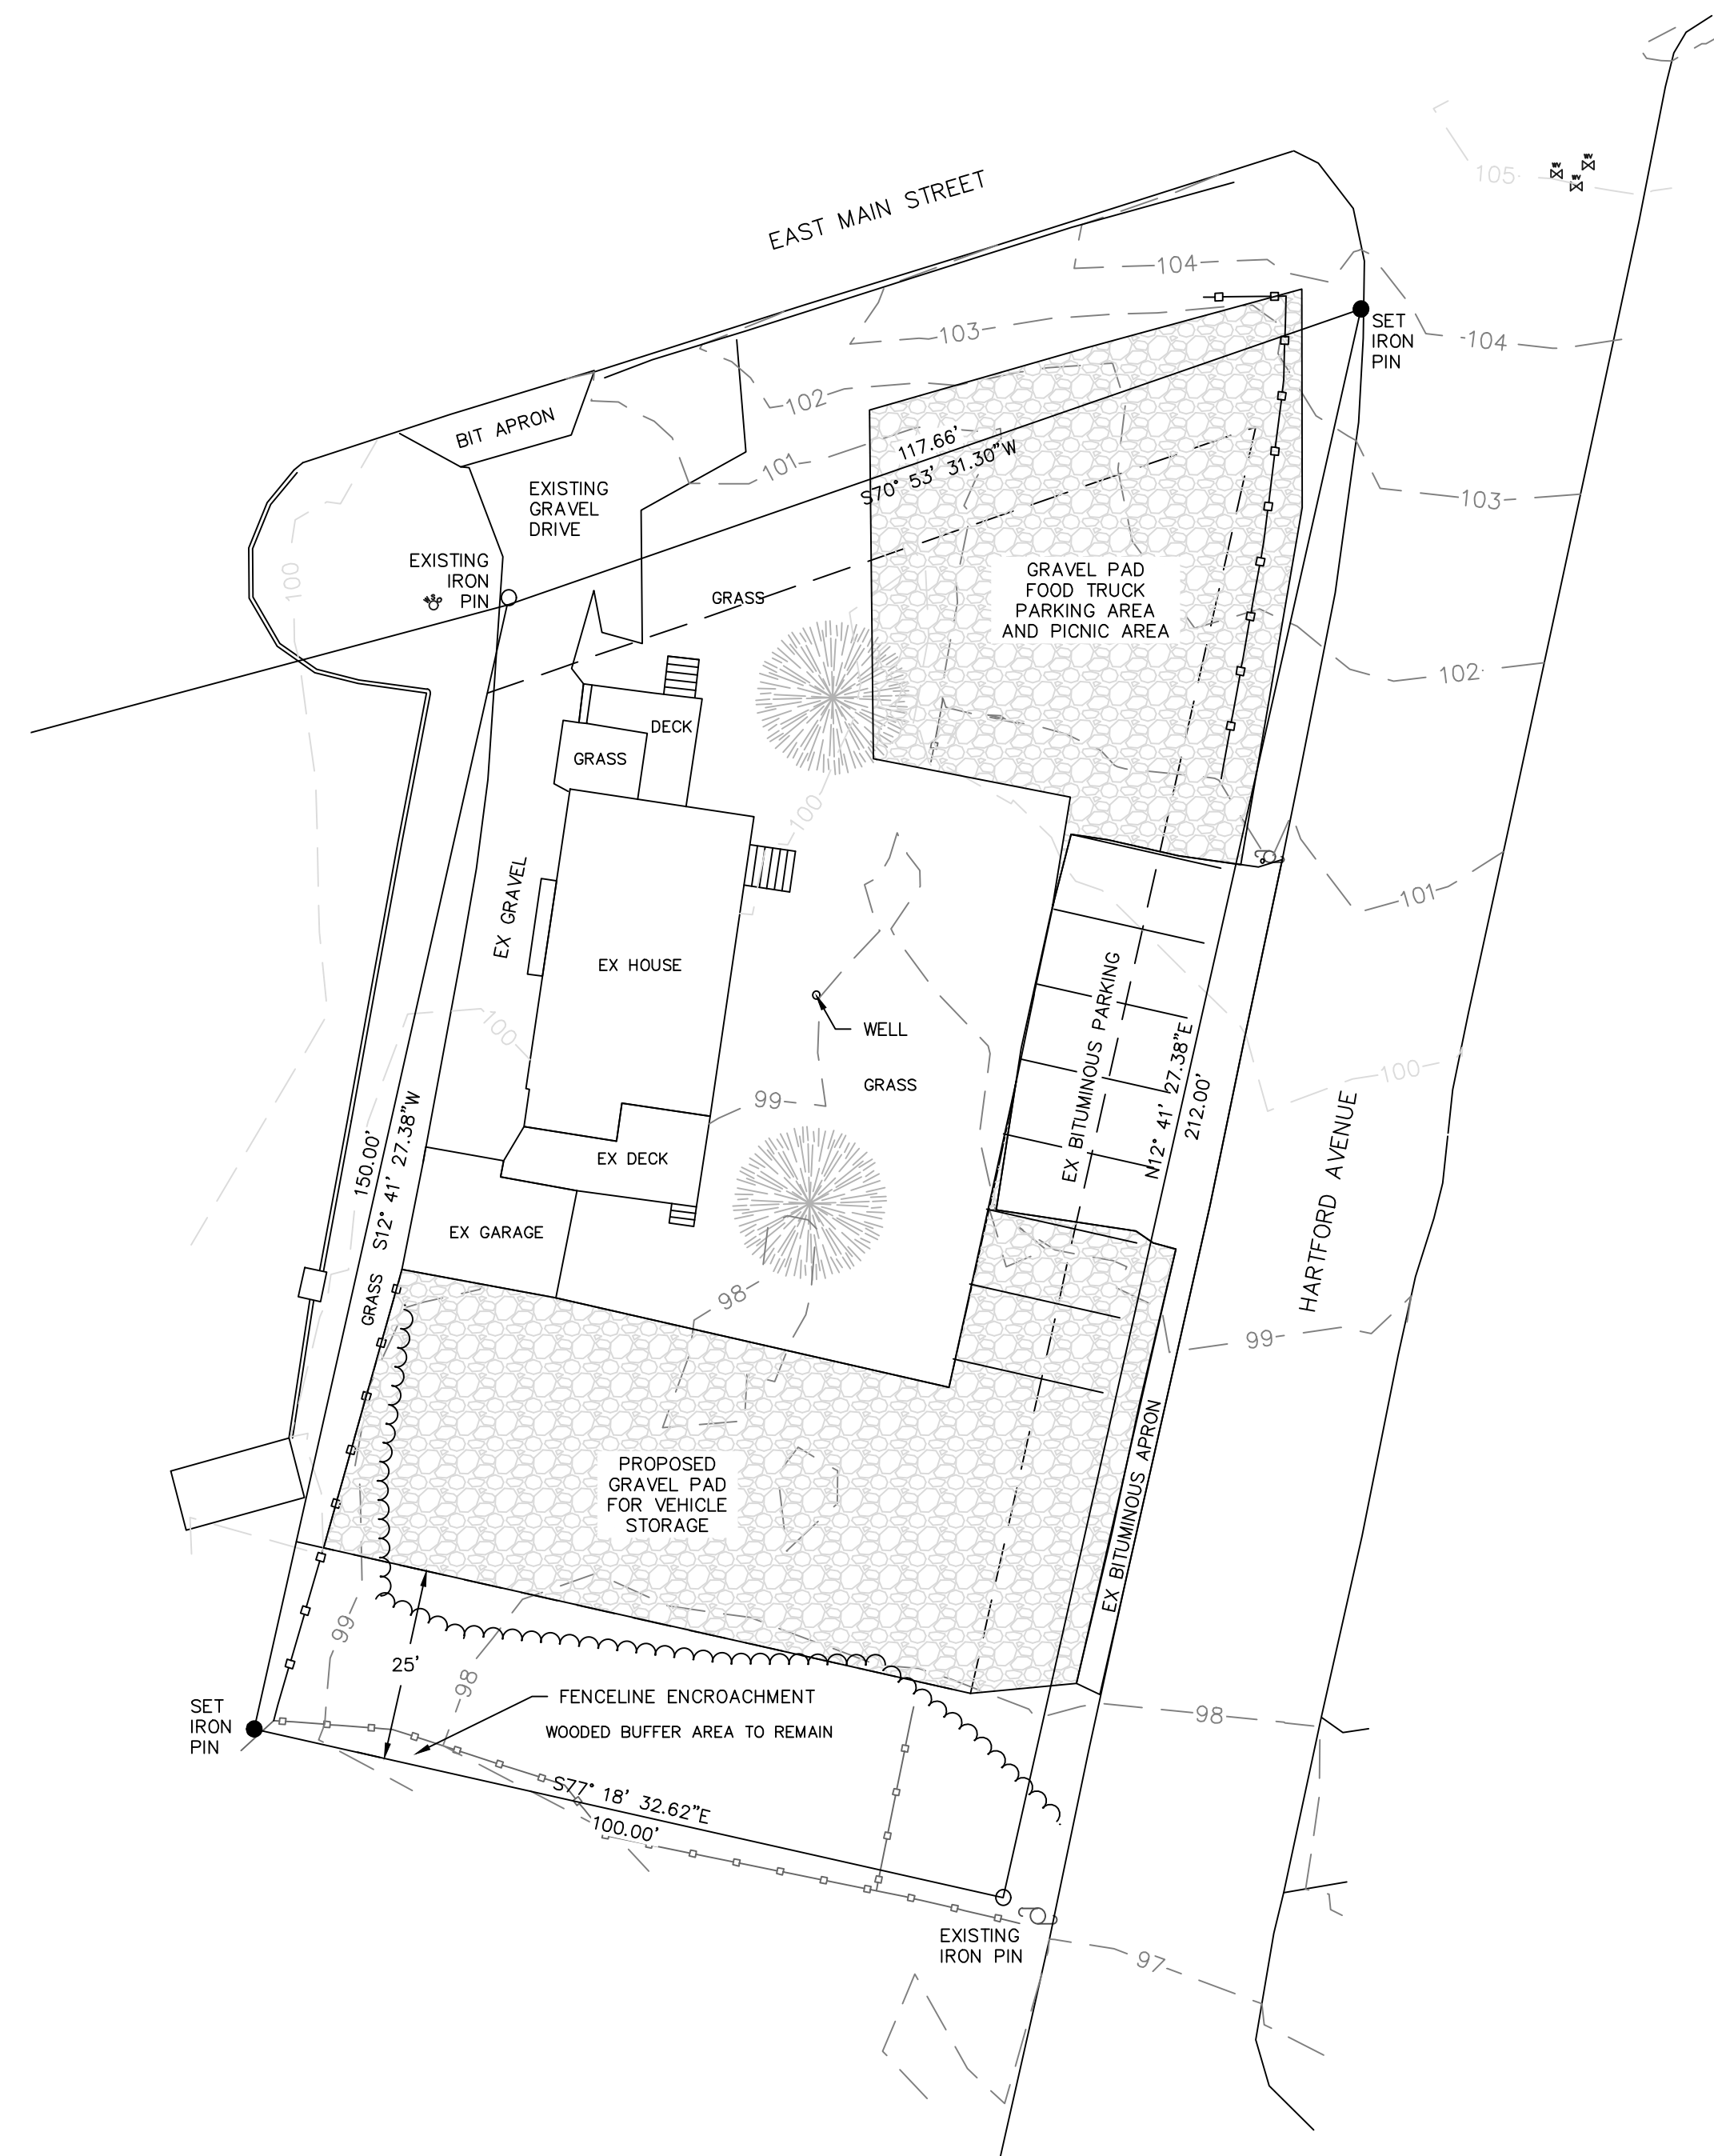 EAST MAIN STREET
105
WV
WV
WV
104
SET
IRON
PIN
104
103
BIT APRON
102
101
117.66'
S70° 53' 31.30"W
103
EXISTING
GRAVEL
DRIVE
EXISTING
IRON
PIN
100
GRASS
GRAVEL PAD
FOOD TRUCK
PARKING AREA
AND PICNIC AREA
102
DECK
GRASS
100
101
EX GRAVEL
EX HOUSE
EX BITUMINOUS PARKING
100
WELL
GRASS
99
N12° 41' 27.38"E
212.00'
100
HARTFORD AVENUE
150.00'
S12° 41' 27.38"W
EX DECK
EX GARAGE
GRASS
98
99
PROPOSED
GRAVEL PAD
FOR VEHICLE
STORAGE
EX BITUMINOUS APRON
99
25'
98
SET
IRON
PIN
FENCELINE ENCROACHMENT
WOODED BUFFER AREA TO REMAIN
98
S77° 18' 32.62"E
100.00'
EXISTING
IRON PIN
97